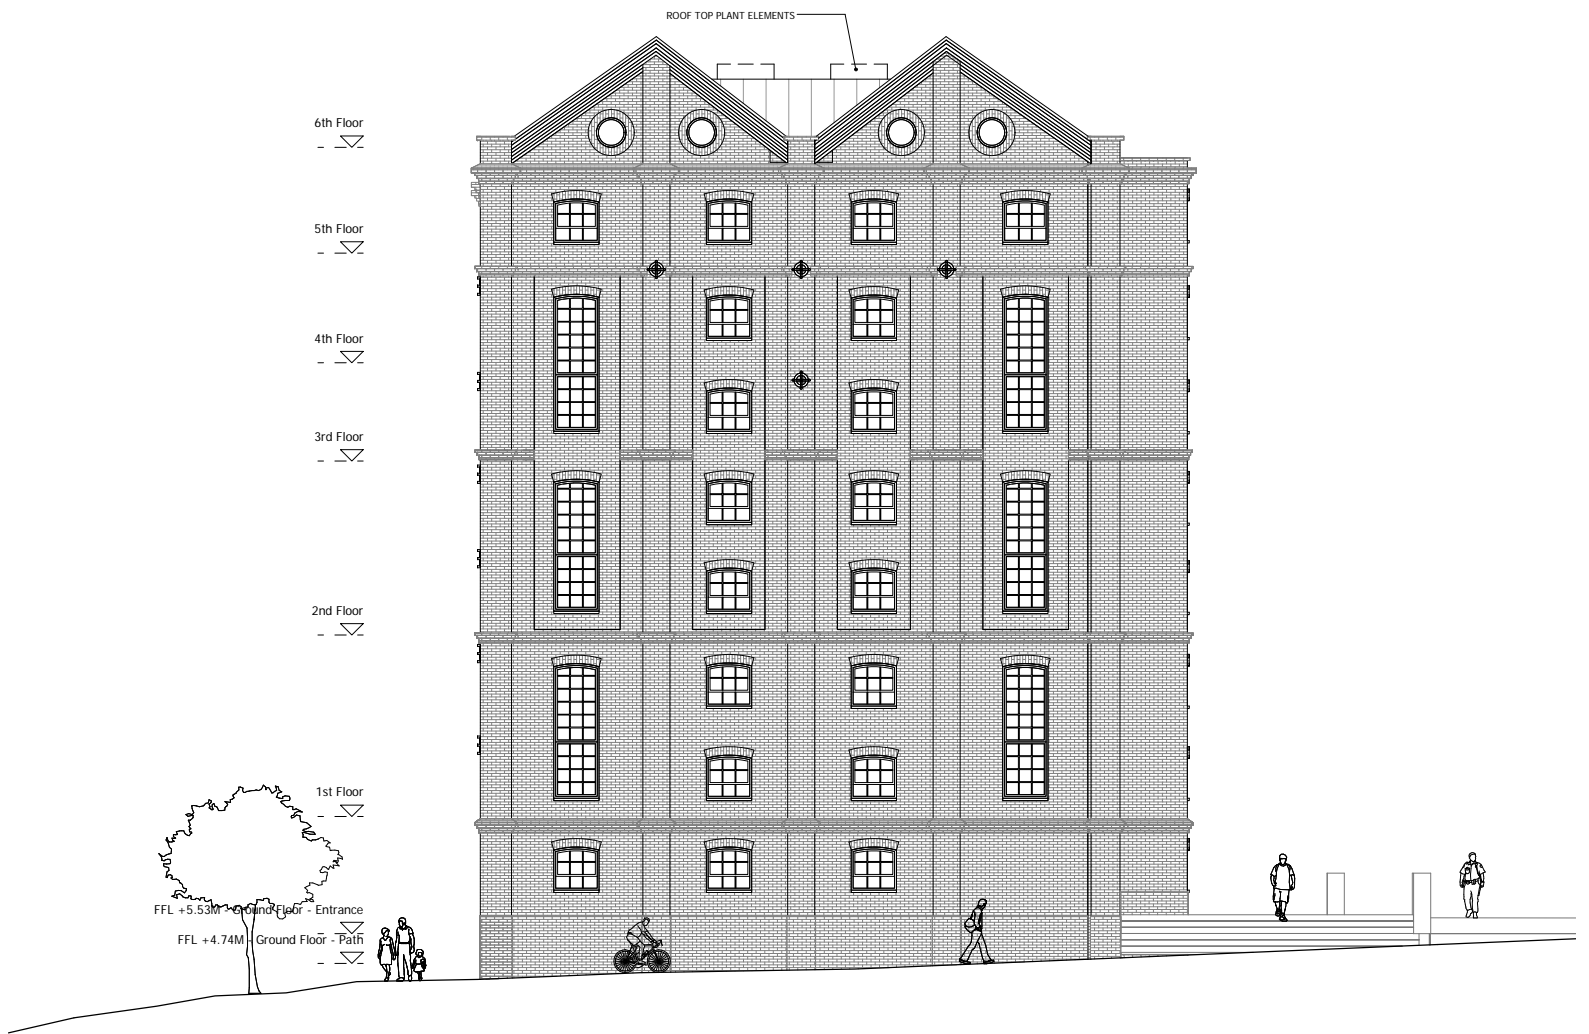 ROOF TOP PLANT ELEMENTS
6th Floor
5th Floor
4th Floor
3rd Floor
2nd Floor
1st Floor
FFL +5.53M - Ground Floor - Entrance
FFL +4.74M - Ground Floor - Path